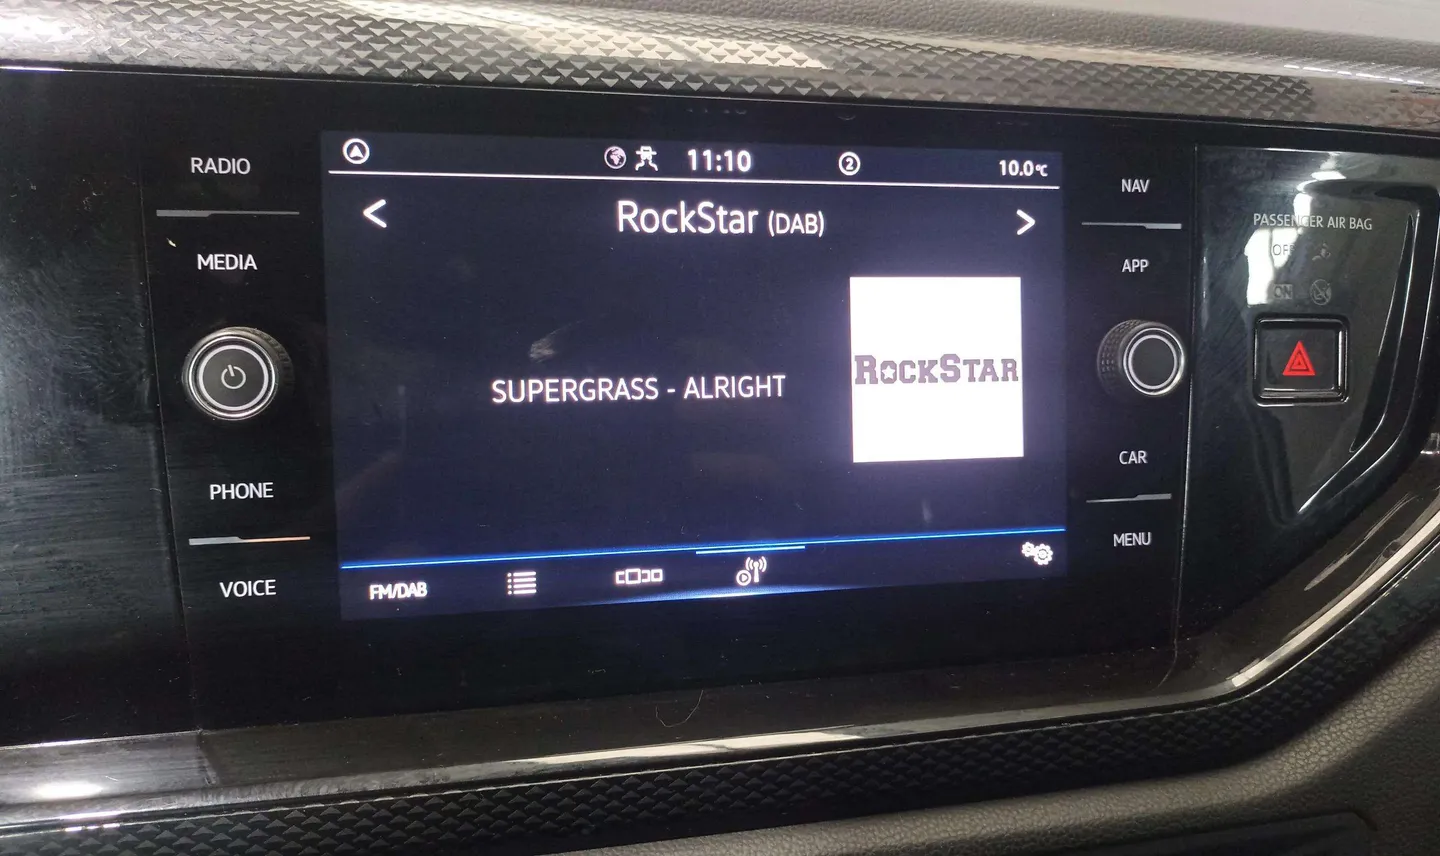 RADIO
MEDIA
PHONE
VOICE
11:10
2
10.0°C
RockStar (DAB)
SUPERGRASS - ALRIGHT
ROCKSTAR
FM/DAB
NAV
APP
CAR
MENU
PASSENGER AIR BAG
OFF
ON